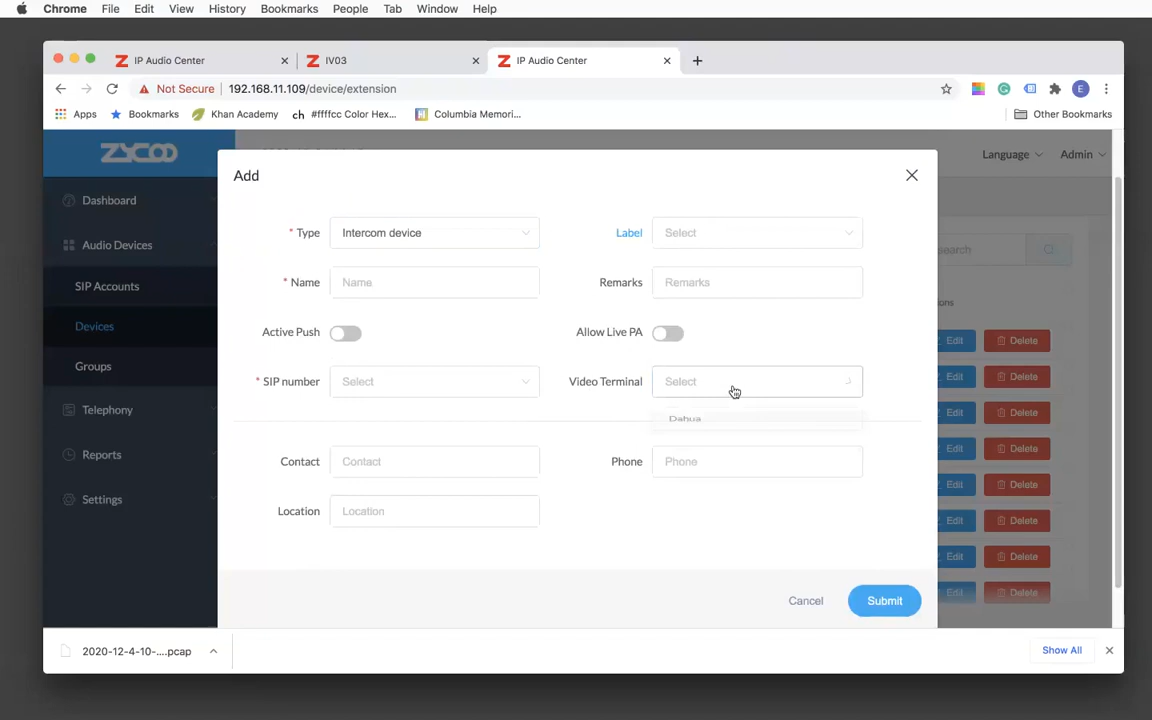 Chrome File Edit View History Bookmarks People Tab Window Help
IP Audio Center
IV03
IP Audio Center
Not Secure 192.168.11.109/device/extension
E
Apps Bookmarks Khan Academy ch #ffffcc Color Hex... Columbia Memori... Other Bookmarks
ZYCOO
Language Admin
Add
Dashboard
* Type Intercom device Label Select
Audio Devices
search
SIP Accounts
* Name Name Remarks Remarks
ons
Devices
Active Push Allow Live PA
Edit Delete
Groups
Edit Delete
* SIP number Select Video Terminal Select
Telephony
Edit Delete
Dahua
Reports
Edit Delete
Contact Contact Phone Phone
Edit Delete
Settings
Location Location
Edit Delete
Edit Delete
Edit Delete
Cancel Submit
2020-12-4-10-....pcap Show All